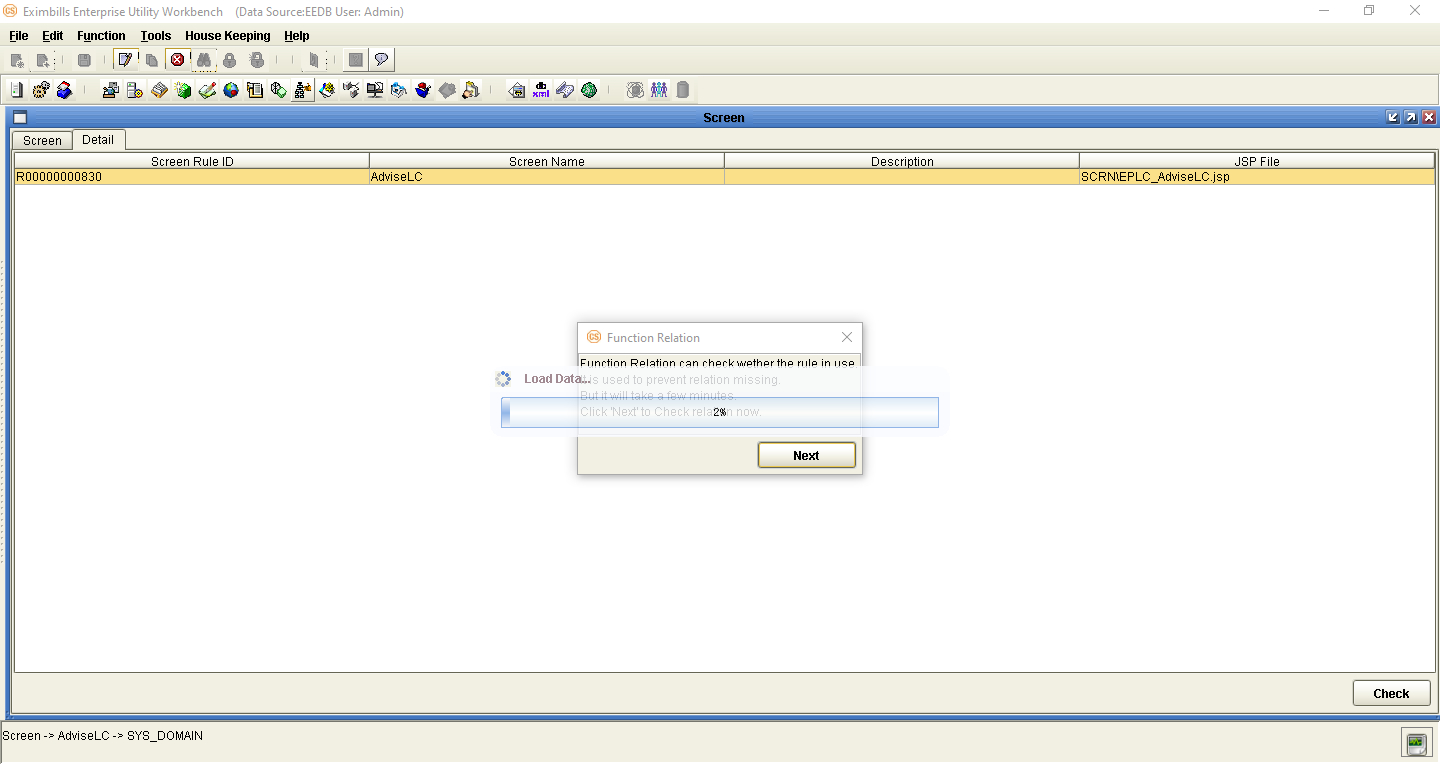 Eximbills Enterprise Utility Workbench (Data Source:EEDB User: Admin)
File Edit Function Tools House Keeping Help
xml
Screen
Screen Detail
Screen Rule ID Screen Name Description JSP File
R00000000830 AdviseLC SCRN\EPLC_AdviseLC.jsp
CS Function Relation
Function Relation can check wether the rule in use
Load Data...
is used to prevent relation missing.
But it will take a few minutes.
Click 'Next' to Check relation now.
2%
Next
Check
Screen -> AdviseLC -> SYS_DOMAIN